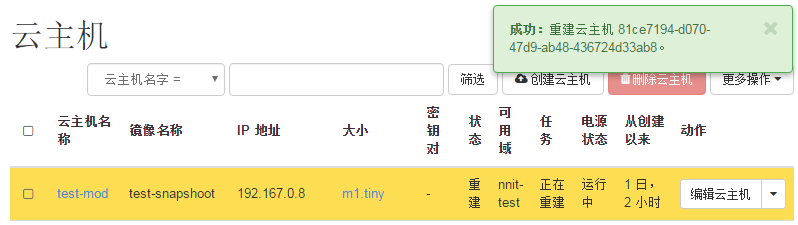 云主机
成功：重建云主机 81ce7194-d070-
47d9-ab48-436724d33ab8。
云主机名字 = 筛选 创建云主机 删除云主机 更多操作
云主机名称 镜像名称 IP 地址 大小 密钥对 状态 可用域 任务 电源状态 从创建以来 动作
test-mod test-snapshoot 192.167.0.8 m1.tiny - 重建 nnit-test 正在重建 运行中 1 日，2 小时 编辑云主机